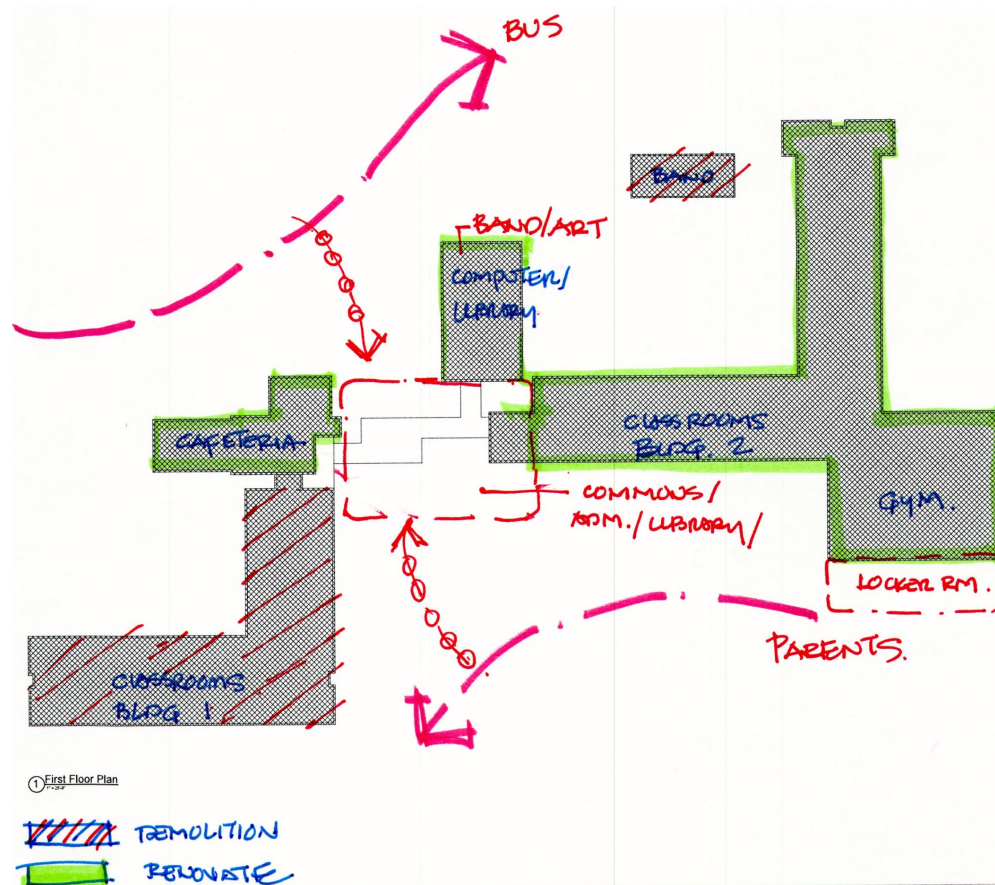 BUS
BAND
BAND/ART
COMPUTER/
LIBRARY
CAFETERIA
CLASSROOMS
BLDG. 2
GYM.
COMMONS/
ADM./LIBRARY/
LOCKER RM.
PARENTS.
CLASSROOMS
BLDG 1
1 First Floor Plan
DEMOLITION
RENOVATE